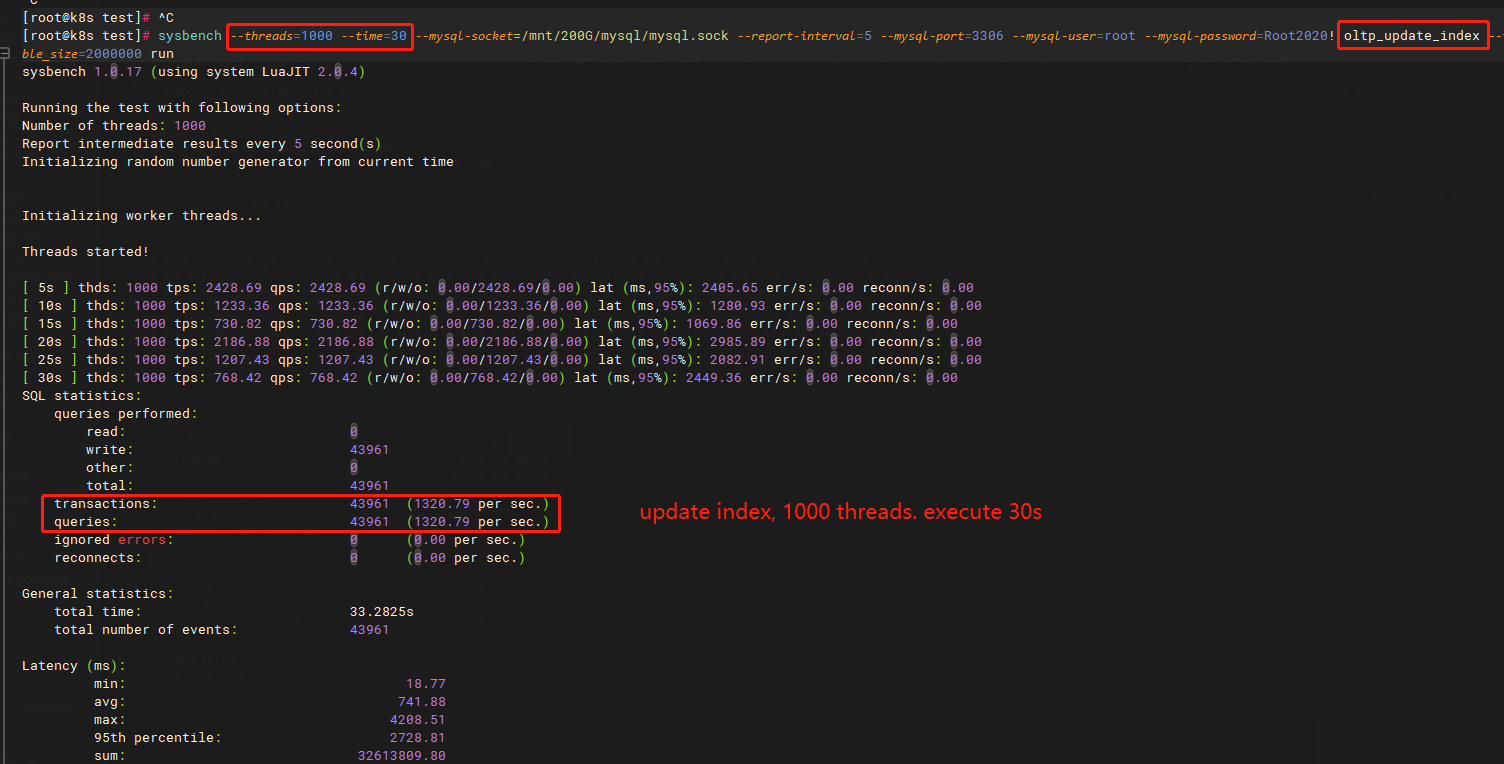 ^C
[root@k8s test]# ^C
[root@k8s test]# sysbench --threads=1000 --time=30 --mysql-socket=/mnt/200G/mysql/mysql.sock --report-interval=5 --mysql-port=3306 --mysql-user=root --mysql-password=Root2020! oltp_update_index --t
ble_size=2000000 run
sysbench 1.0.17 (using system LuaJIT 2.0.4)
Running the test with following options:
Number of threads: 1000
Report intermediate results every 5 second(s)
Initializing random number generator from current time
Initializing worker threads...
Threads started!
[ 5s ] thds: 1000 tps: 2428.69 qps: 2428.69 (r/w/o: 0.00/2428.69/0.00) lat (ms,95%): 2405.65 err/s: 0.00 reconn/s: 0.00
[ 10s ] thds: 1000 tps: 1233.36 qps: 1233.36 (r/w/o: 0.00/1233.36/0.00) lat (ms,95%): 1280.93 err/s: 0.00 reconn/s: 0.00
[ 15s ] thds: 1000 tps: 730.82 qps: 730.82 (r/w/o: 0.00/730.82/0.00) lat (ms,95%): 1069.86 err/s: 0.00 reconn/s: 0.00
[ 20s ] thds: 1000 tps: 2186.88 qps: 2186.88 (r/w/o: 0.00/2186.88/0.00) lat (ms,95%): 2985.89 err/s: 0.00 reconn/s: 0.00
[ 25s ] thds: 1000 tps: 1207.43 qps: 1207.43 (r/w/o: 0.00/1207.43/0.00) lat (ms,95%): 2082.91 err/s: 0.00 reconn/s: 0.00
[ 30s ] thds: 1000 tps: 768.42 qps: 768.42 (r/w/o: 0.00/768.42/0.00) lat (ms,95%): 2449.36 err/s: 0.00 reconn/s: 0.00
SQL statistics:
queries performed:
read: 0
write: 43961
other: 0
total: 43961
transactions: 43961 (1320.79 per sec.)
queries: 43961 (1320.79 per sec.)
update index, 1000 threads. execute 30s
ignored errors: 0 (0.00 per sec.)
reconnects: 0 (0.00 per sec.)
General statistics:
total time: 33.2825s
total number of events: 43961
Latency (ms):
min: 18.77
avg: 741.88
max: 4208.51
95th percentile: 2728.81
sum: 32613809.80